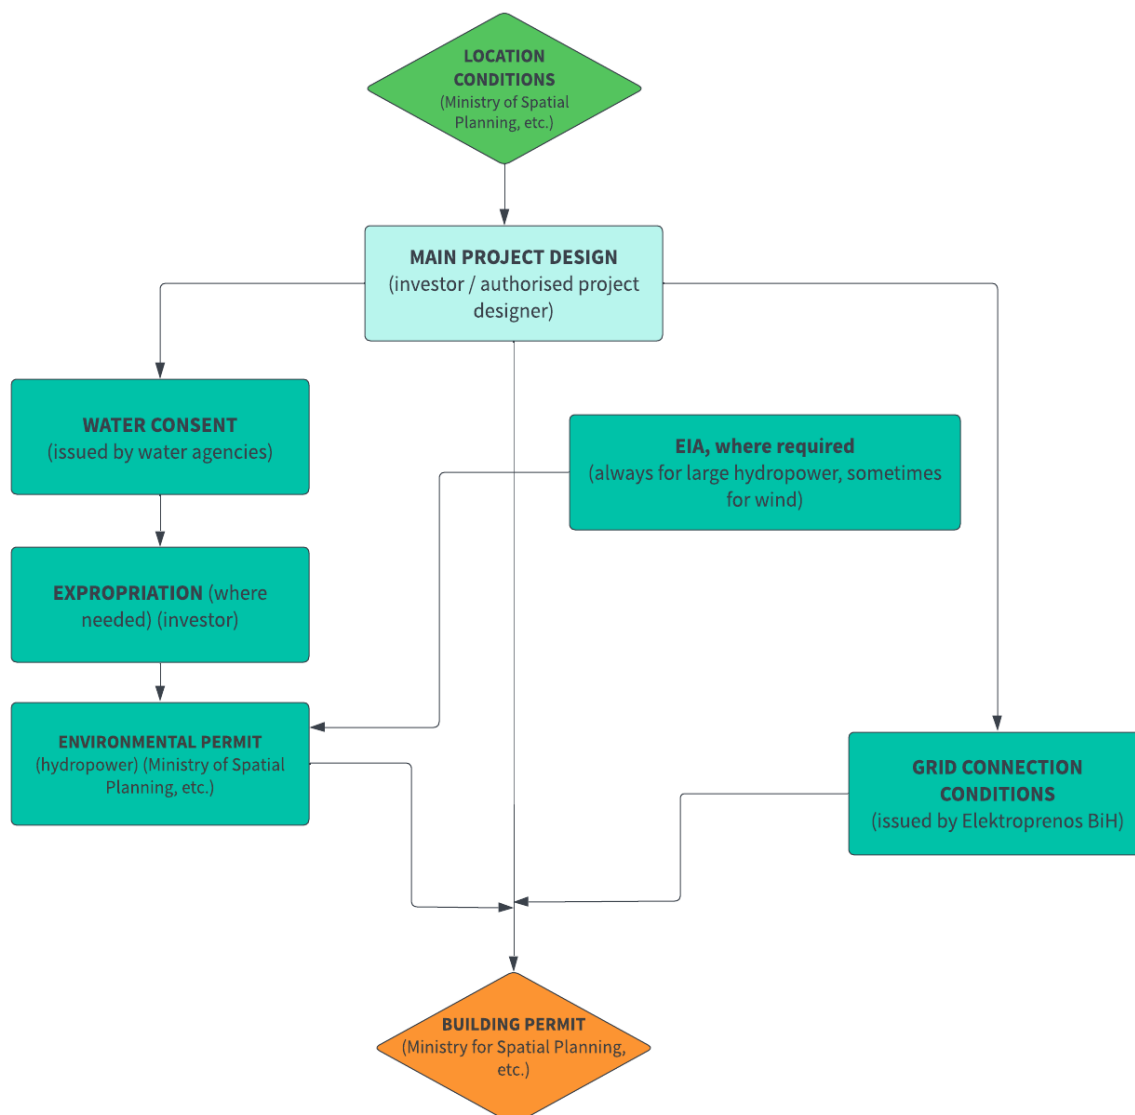 LOCATION
CONDITIONS
(Ministry of Spatial
Planning, etc.)
MAIN PROJECT DESIGN
(investor / authorised project
designer)
WATER CONSENT
(issued by water agencies)
EIA, where required
(always for large hydropower, sometimes
for wind)
EXPROPRIATION (where
needed) (investor)
ENVIRONMENTAL PERMIT
(hydropower) (Ministry of Spatial
Planning, etc.)
GRID CONNECTION
CONDITIONS
(issued by Elektroprenos BiH)
BUILDING PERMIT
(Ministry for Spatial Planning,
etc.)